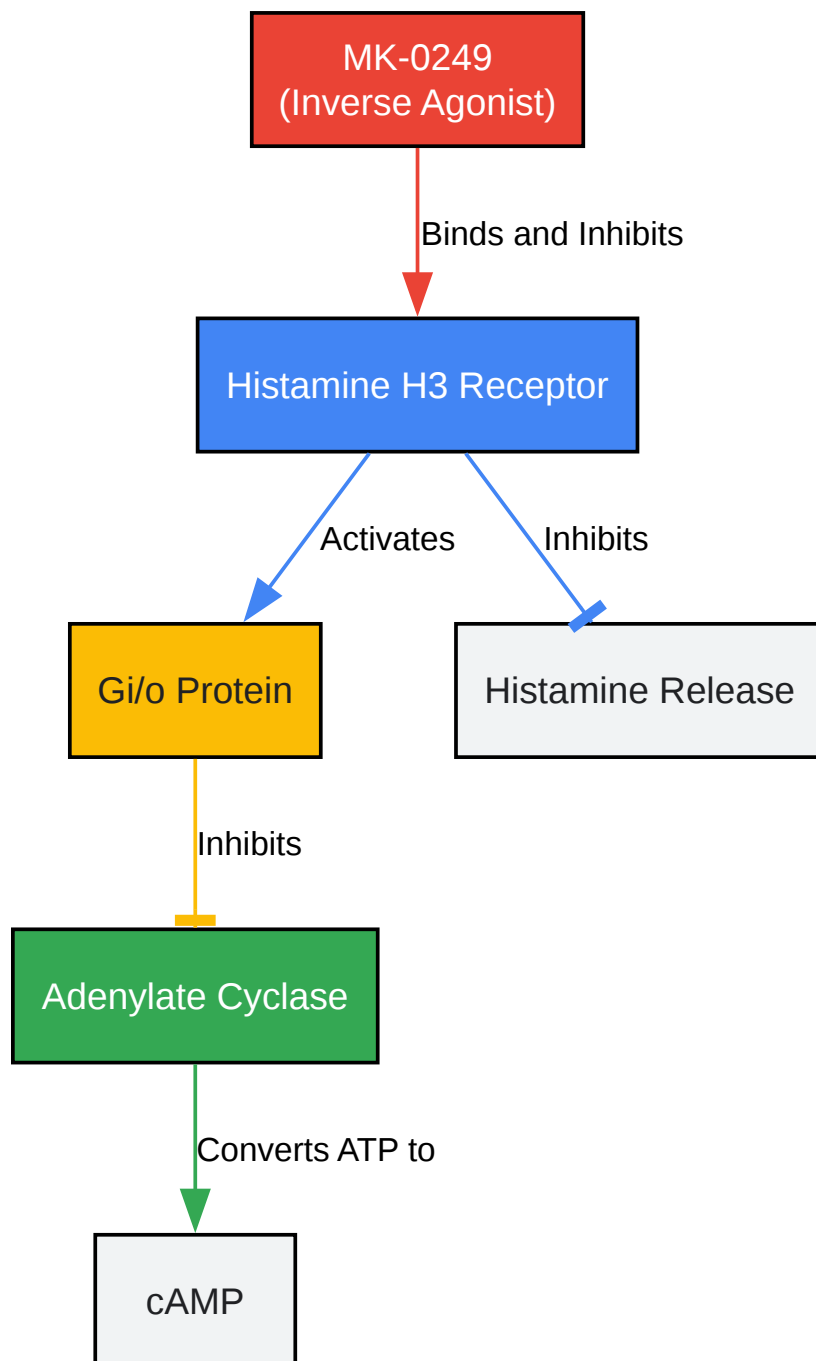 MK-0249
(Inverse Agonist)
Binds and Inhibits
Histamine H3 Receptor
Activates
Inhibits
Gi/o Protein
Histamine Release
Inhibits
Adenylate Cyclase
Converts ATP to
cAMP